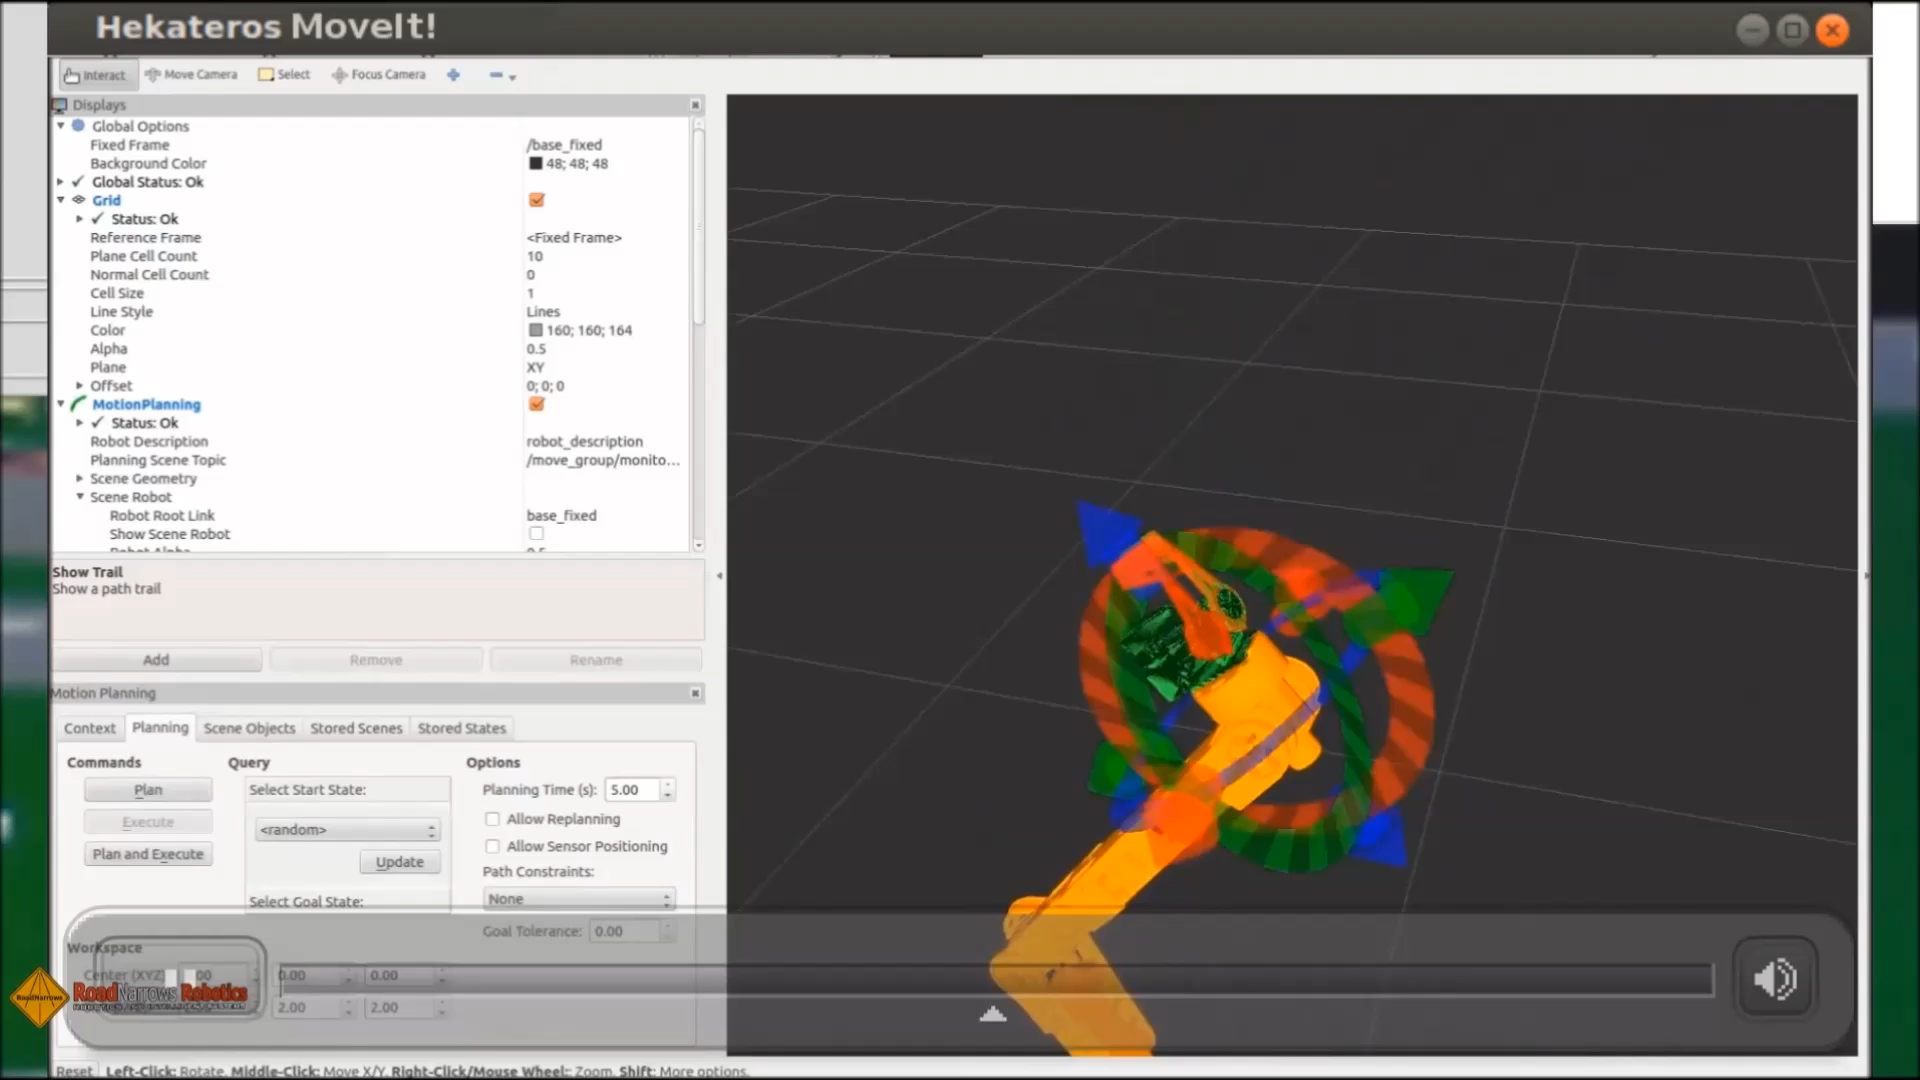 Hekateros MoveIt!
Interact Move Camera Select Focus Camera
Displays
Global Options
Fixed Frame /base_fixed
Background Color 48; 48; 48
Global Status: Ok
Grid
Status: Ok
Reference Frame <Fixed Frame>
Plane Cell Count 10
Normal Cell Count 0
Cell Size 1
Line Style Lines
Color 160; 160; 164
Alpha 0.5
Plane XY
Offset 0; 0; 0
MotionPlanning
Status: Ok
Robot Description robot_description
Planning Scene Topic /move_group/monito...
Scene Geometry
Scene Robot
Robot Root Link base_fixed
Show Scene Robot
Robot Alpha 0.5
Show Trail
Show a path trail
Add Remove Rename
Motion Planning
Context Planning Scene Objects Stored Scenes Stored States
Commands Query Options
Plan Select Start State: Planning Time (s): 5.00
Execute <random> Allow Replanning
Plan and Execute Update Allow Sensor Positioning
Path Constraints:
Select Goal State: None
Goal Tolerance: 0.00
Workspace
Center (XYZ) 00 0.00 0.00
RoadNarrows RoadNarrows Robotics
2.00 2.00
Reset Left-Click: Rotate. Middle-Click: Move X/Y. Right-Click/Mouse Wheel:: Zoom. Shift: More options.